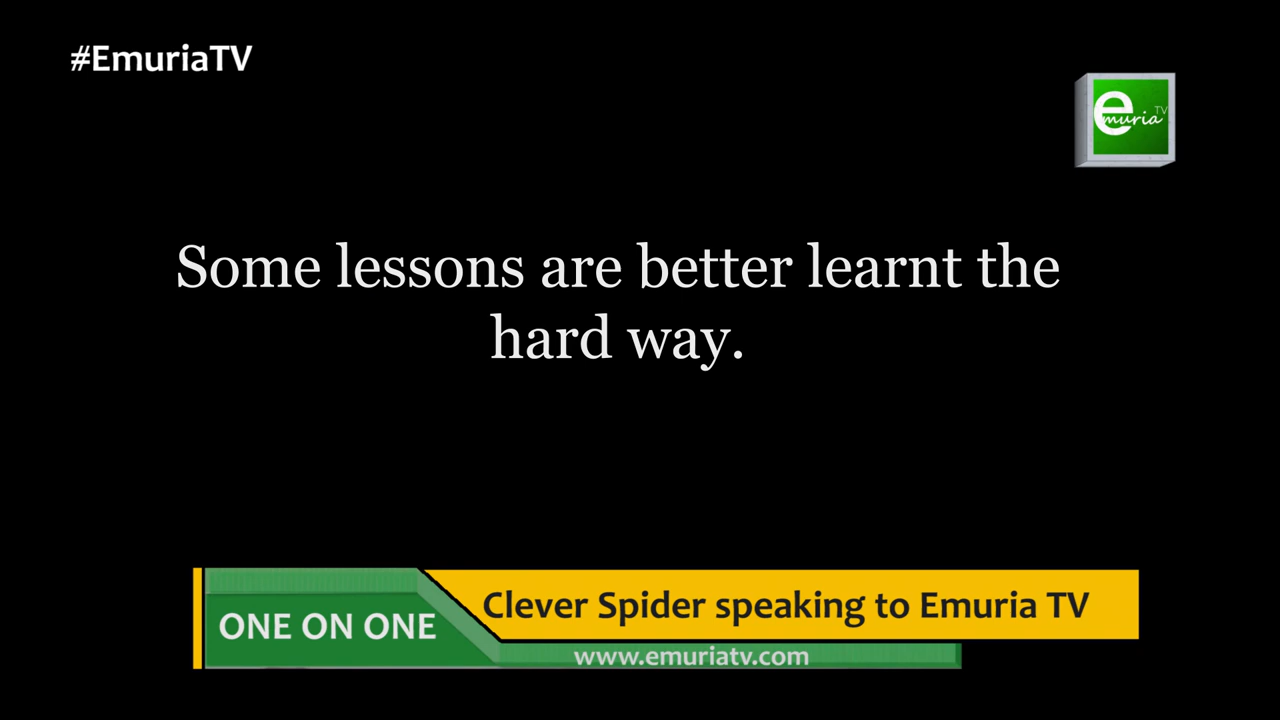 #EmuriaTV
emuria TV
Some lessons are better learnt the
hard way.
Clever Spider speaking to Emuria TV
ONE ON ONE
www.emuriatv.com